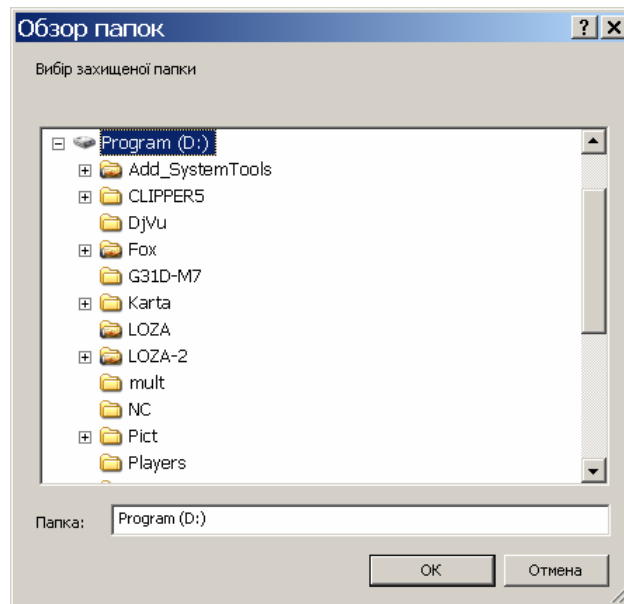 Обзор папок
Вибір захищеної папки
Program (D:)
Add_SystemTools
CLIPPER5
DjVu
Fox
G31D-M7
Karta
LOZA
LOZA-2
mult
NC
Pict
Players
Папка: Program (D:)
ОК Отмена